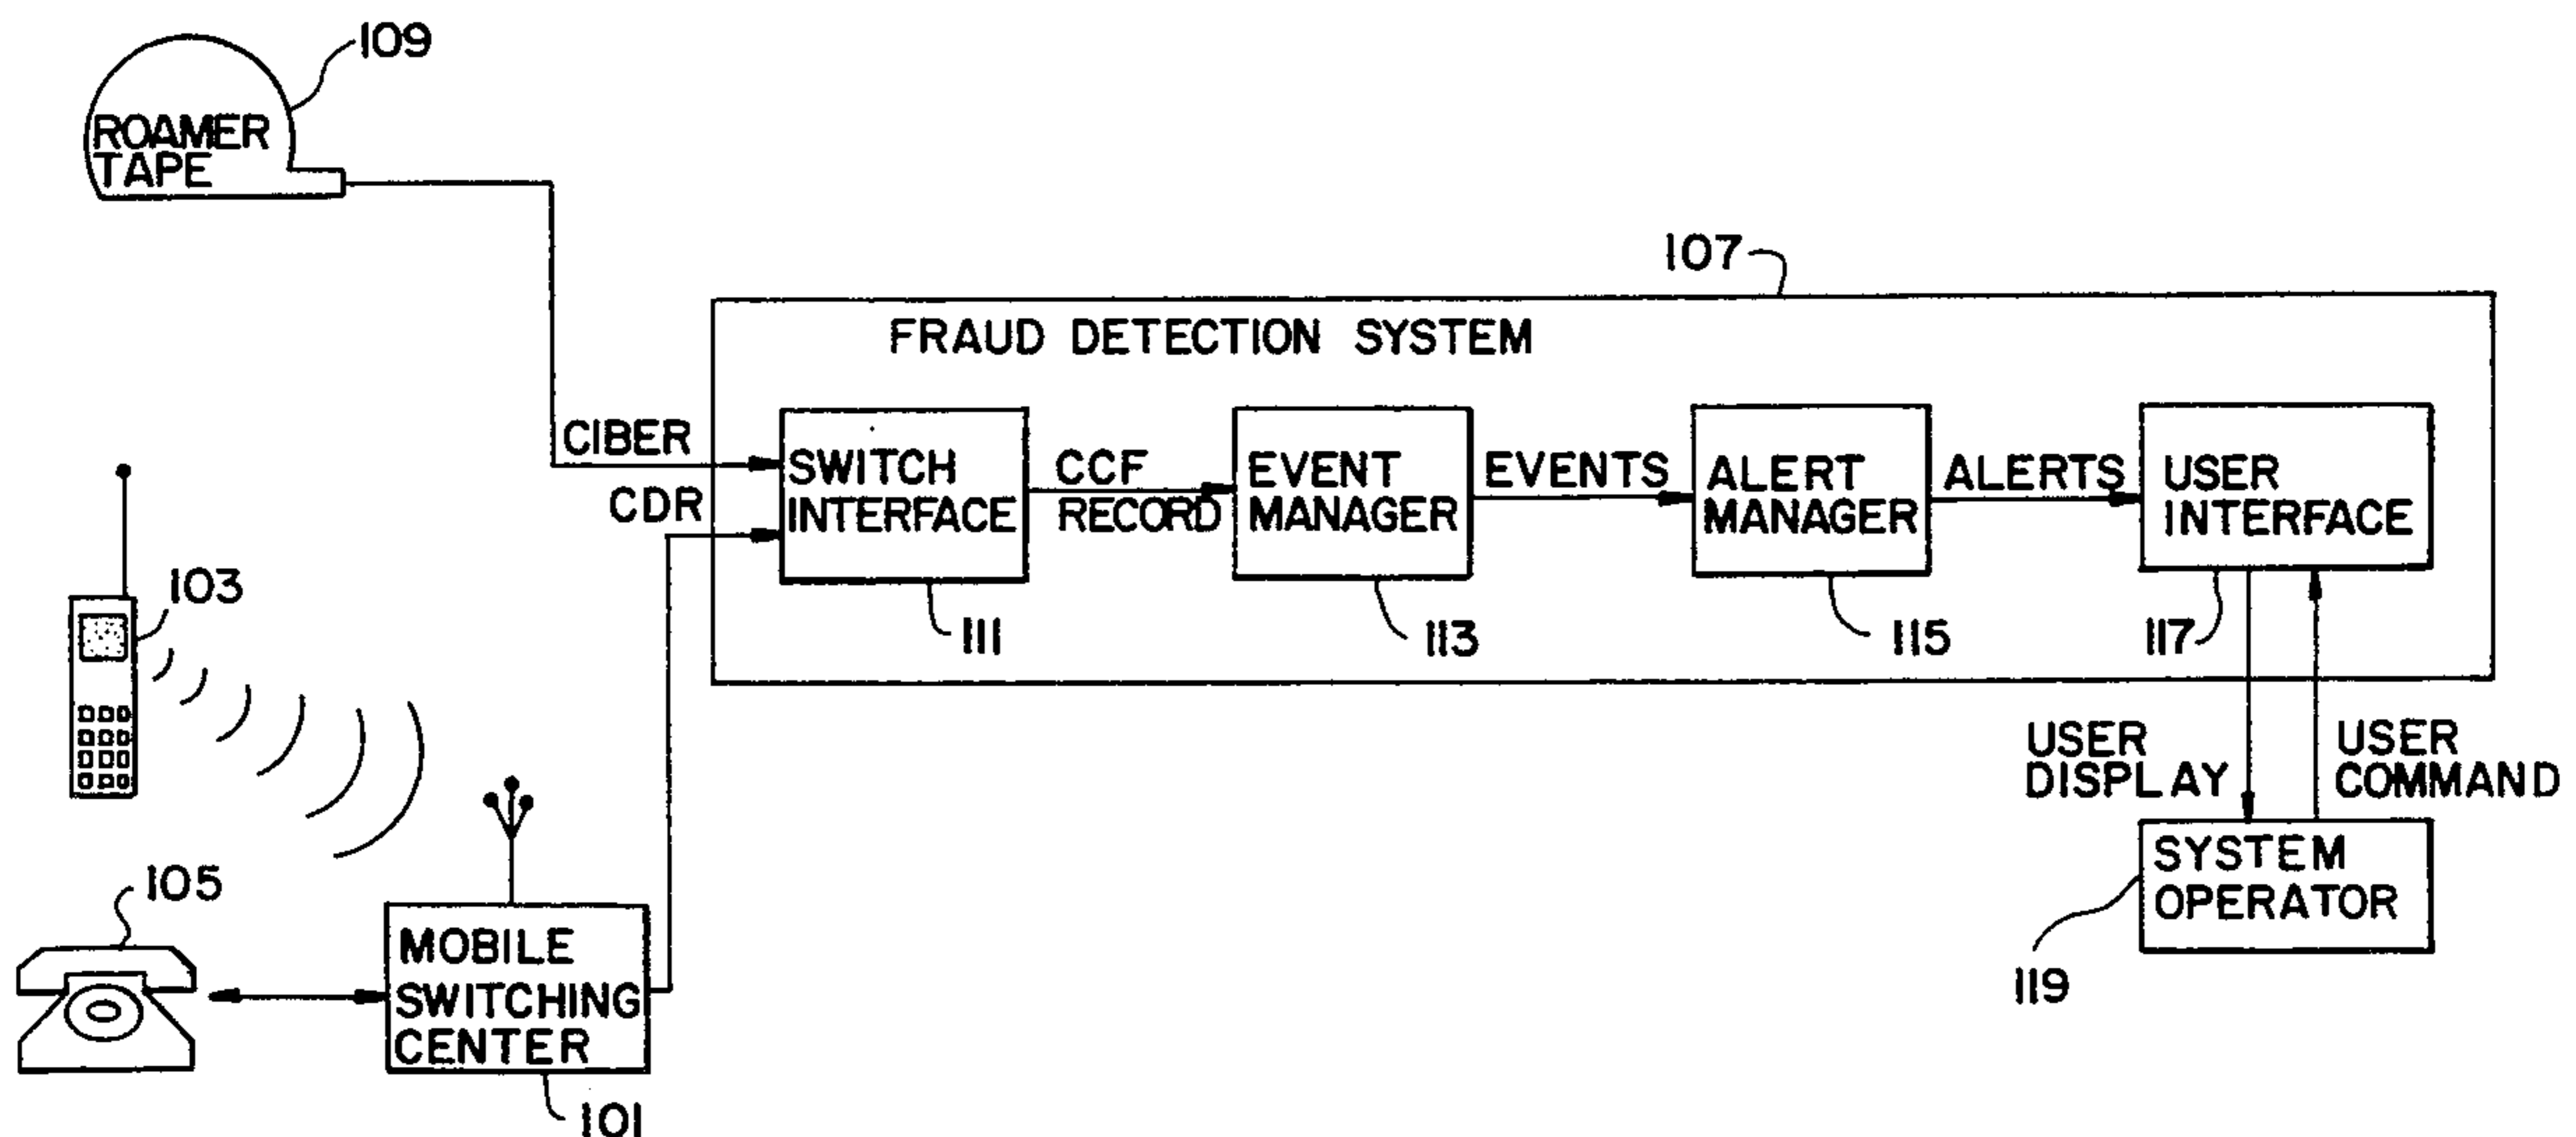 109
ROAMER
TAPE
107
FRAUD DETECTION SYSTEM
CIBER
CDR
SWITCH
INTERFACE
CCF
RECORD
EVENT
MANAGER
EVENTS
ALERT
MANAGER
ALERTS
USER
INTERFACE
111
113
115
117
103
USER
DISPLAY
USER
COMMAND
SYSTEM
OPERATOR
119
105
MOBILE
SWITCHING
CENTER
101